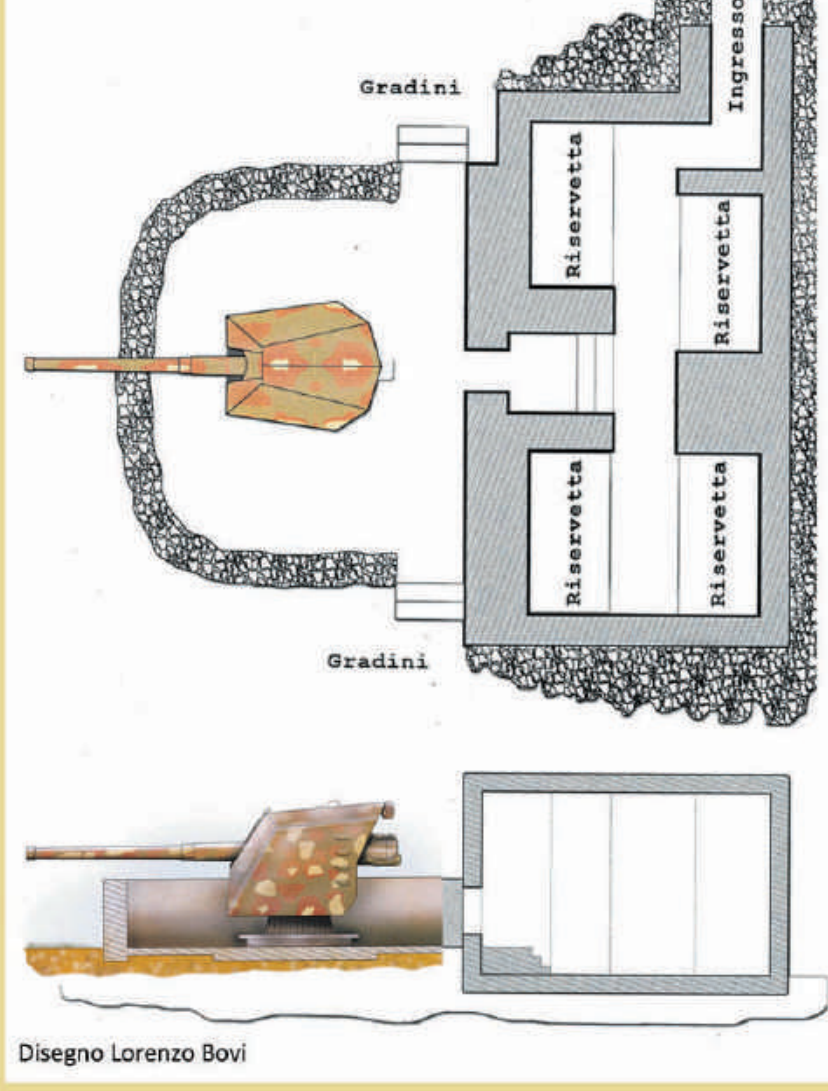 Ingresso
Gradini
Riservetta
Riservetta
Riservetta
Riservetta
Gradini
Disegno Lorenzo Bovi